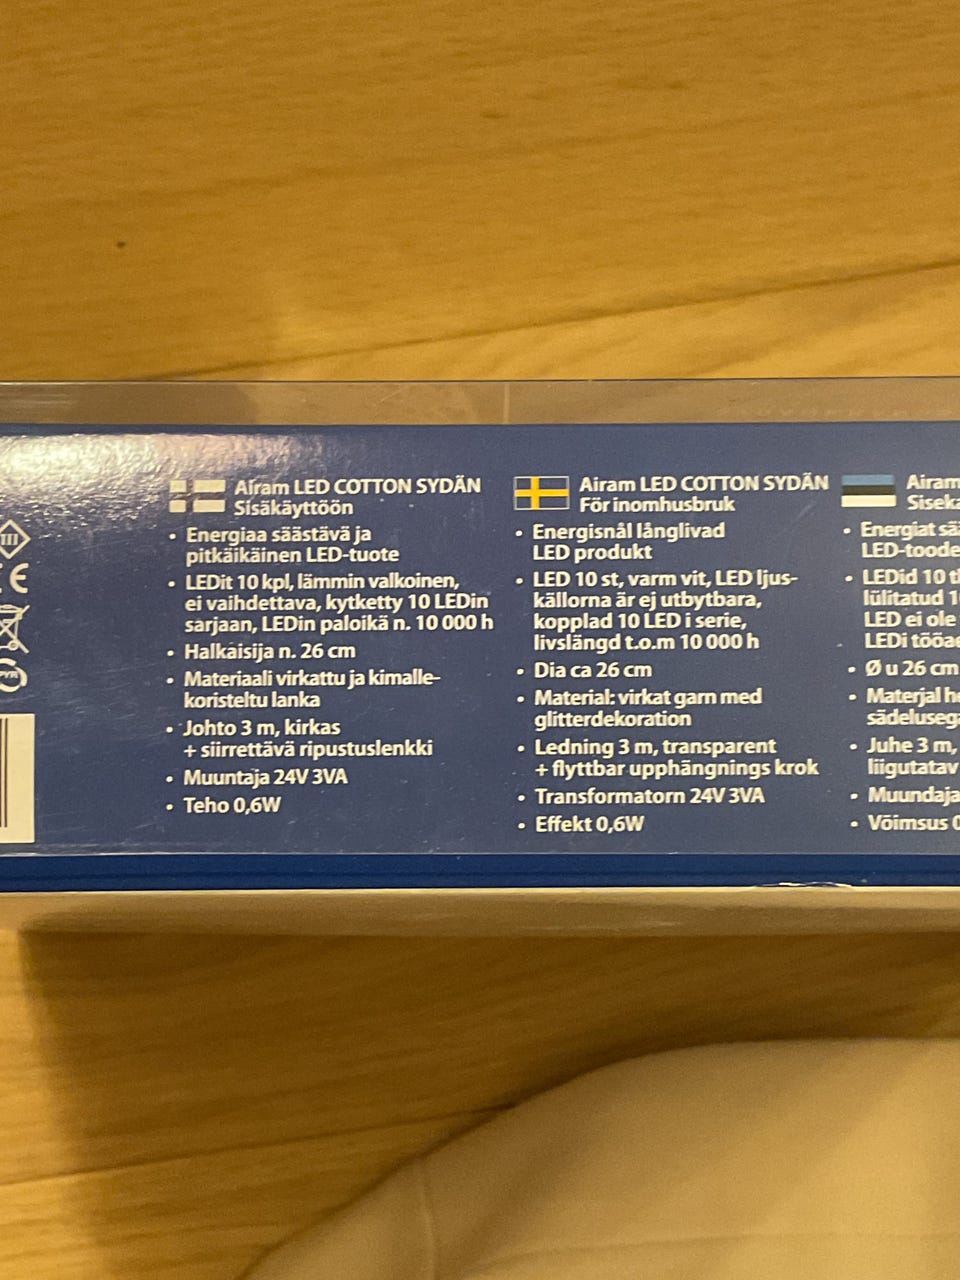 Airam LED COTTON SYDÄN
Sisäkäyttöön
• Energiaa säästävä ja
pitkäikäinen LED-tuote
• LEDit 10 kpl, lämmin valkoinen,
ei vaihdettava, kytketty 10 LEDin
sarjaan, LEDin paloikä n. 10 000 h
• Halkaisija n. 26 cm
• Materiaali virkattu ja kimalle-
koristeltu lanka
• Johto 3 m, kirkas
+ siirrettävä ripustuslenkki
• Muuntaja 24V 3VA
• Teho 0,6W
Airam LED COTTON SYDÄN
För inomhusbruk
• Energisnål långlivad
LED produkt
• LED 10 st, varm vit, LED ljus-
källorna är ej utbytbara,
kopplad 10 LED i serie,
livslängd t.o.m 10 000 h
• Dia ca 26 cm
• Material: virkat garn med
glitterdekoration
• Ledning 3 m, transparent
+ flyttbar upphängnings krok
• Transformatorn 24V 3VA
• Effekt 0,6W
Airam
Siseka
• Energiat sä
LED-toode
• LEDid 10 t
lülitatud 1
LED ei ole
LEDi tööae
• Ø u 26 cm
• Materjal he
sädeluseg
• Juhe 3 m,
liigutatav
• Muundaja
• Võimsus 0
III
CE
PYR